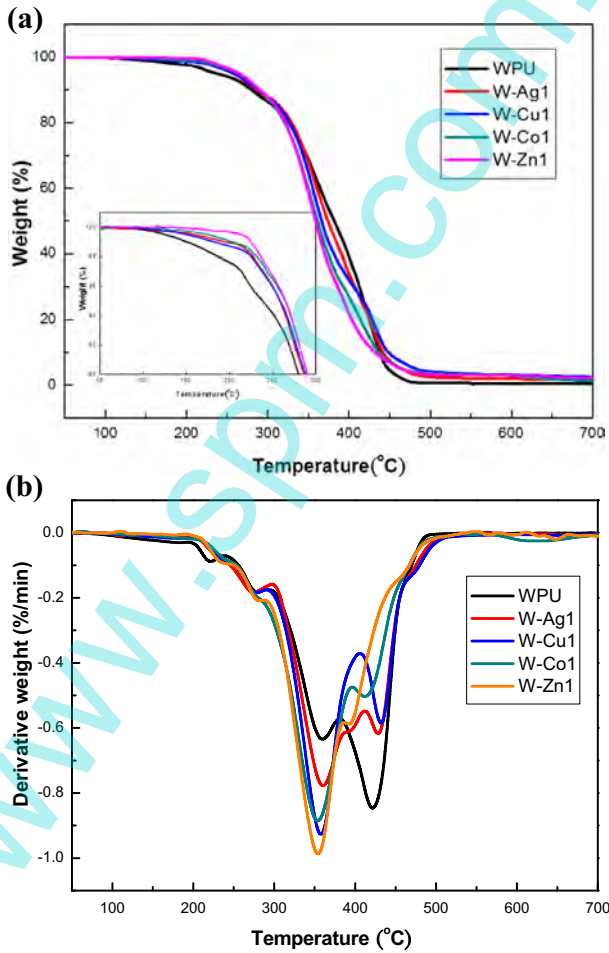 (a)
100
80
60
40
20
0
Weight (%)
WPU
W-Ag1
W-Cu1
W-Co1
W-Zn1
Weight (%)
Temperature(°C)
100
200
300
400
500
600
700
Temperature(°C)
(b)
0.0
-0.2
-0.4
-0.6
-0.8
-1.0
Derivative weight (%/min)
WPU
W-Ag1
W-Cu1
W-Co1
W-Zn1
100
200
300
400
500
600
700
Temperature (°C)
www.spm.com.